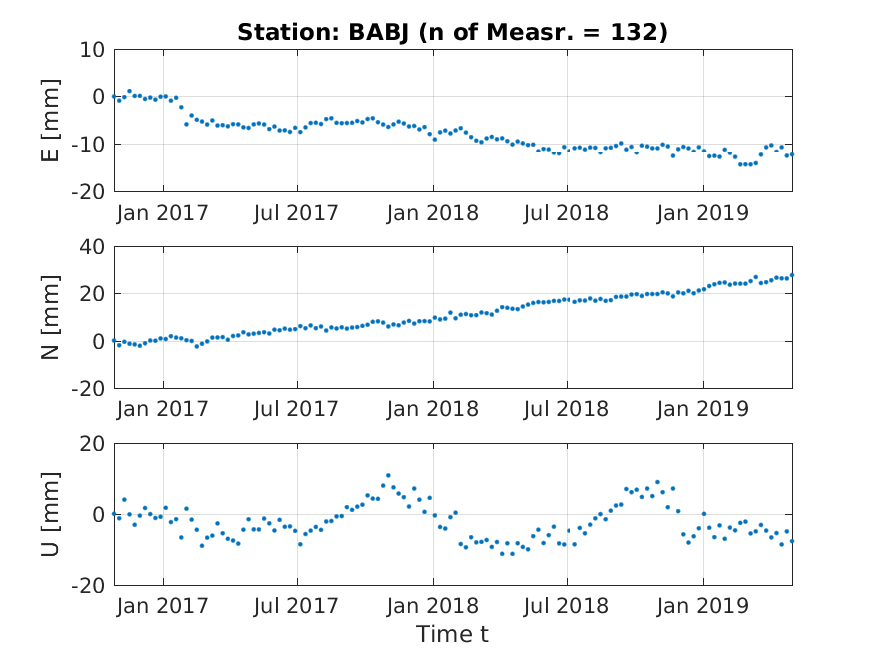 Station: BABJ (n of Measr. = 132)
10
0
-10
-20
E [mm]
Jan 2017 Jul 2017 Jan 2018 Jul 2018 Jan 2019
40
20
0
-20
N [mm]
Jan 2017 Jul 2017 Jan 2018 Jul 2018 Jan 2019
20
0
-20
U [mm]
Jan 2017 Jul 2017 Jan 2018 Jul 2018 Jan 2019
Time t